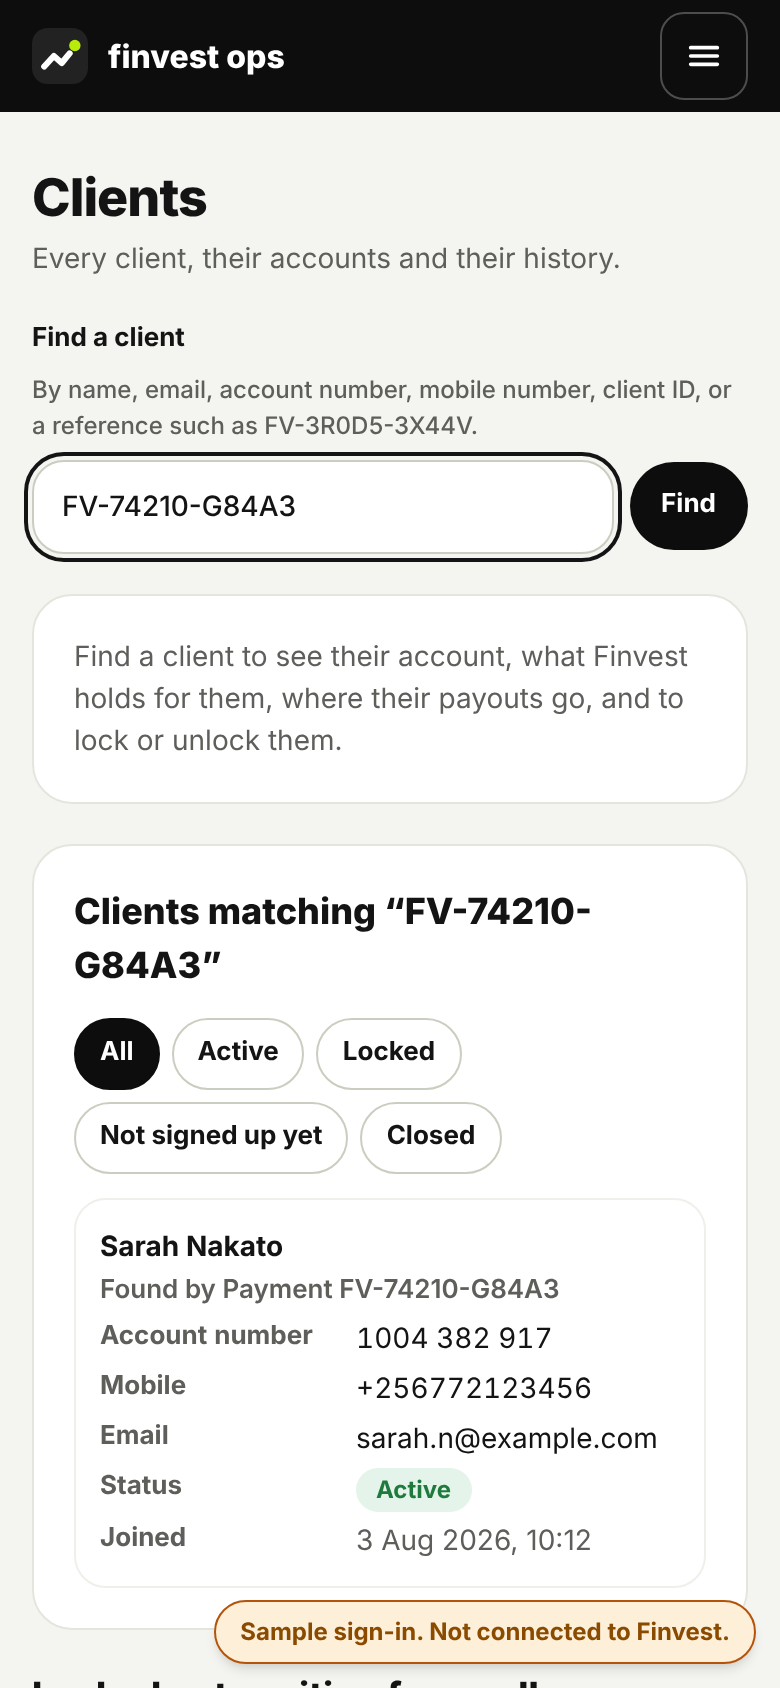 finvest ops
Clients
Every client, their accounts and their history.
Find a client
By name, email, account number, mobile number, client ID, or
a reference such as FV-3R0D5-3X44V.
FV-74210-G84A3
Find
Find a client to see their account, what Finvest
holds for them, where their payouts go, and to
lock or unlock them.
Clients matching “FV-74210-
G84A3”
All
Active
Locked
Not signed up yet
Closed
Sarah Nakato
Found by Payment FV-74210-G84A3
Account number 1004 382 917
Mobile +256772123456
Email sarah.n@example.com
Status Active
Joined 3 Aug 2026, 10:12
Sample sign-in. Not connected to Finvest.